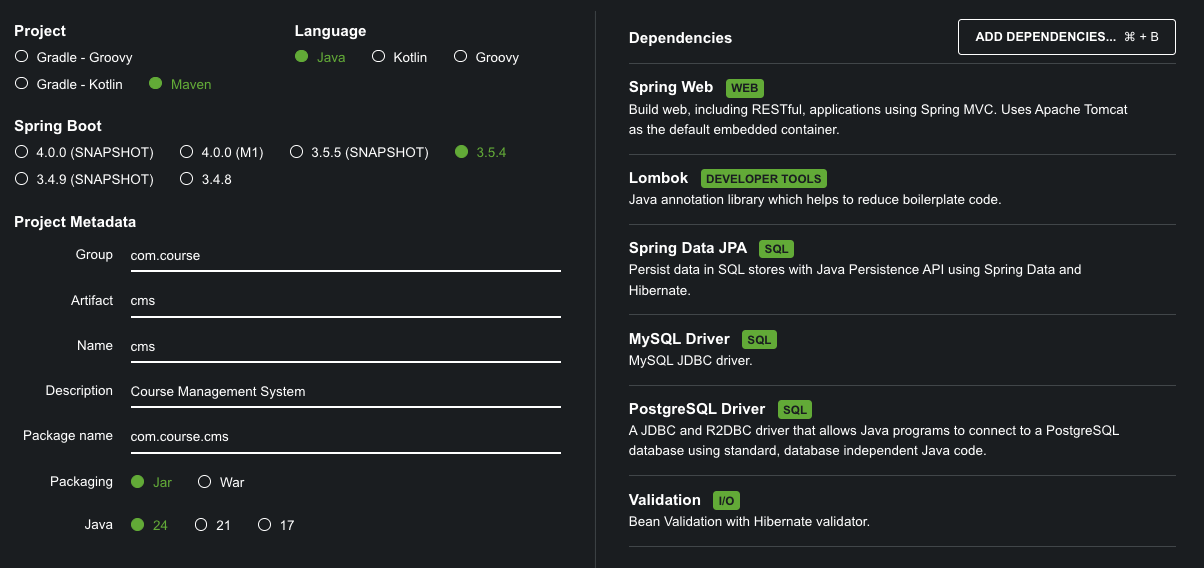 Project
Gradle - Groovy
Gradle - Kotlin Maven
Language
Java Kotlin Groovy
Spring Boot
4.0.0 (SNAPSHOT) 4.0.0 (M1) 3.5.5 (SNAPSHOT) 3.5.4
3.4.9 (SNAPSHOT) 3.4.8
Project Metadata
Group com.course
Artifact cms
Name cms
Description Course Management System
Package name com.course.cms
Packaging Jar War
Java 24 21 17
Dependencies
ADD DEPENDENCIES... ⌘ + B
Spring Web WEB
Build web, including RESTful, applications using Spring MVC. Uses Apache Tomcat
as the default embedded container.
Lombok DEVELOPER TOOLS
Java annotation library which helps to reduce boilerplate code.
Spring Data JPA SQL
Persist data in SQL stores with Java Persistence API using Spring Data and
Hibernate.
MySQL Driver SQL
MySQL JDBC driver.
PostgreSQL Driver SQL
A JDBC and R2DBC driver that allows Java programs to connect to a PostgreSQL
database using standard, database independent Java code.
Validation I/O
Bean Validation with Hibernate validator.